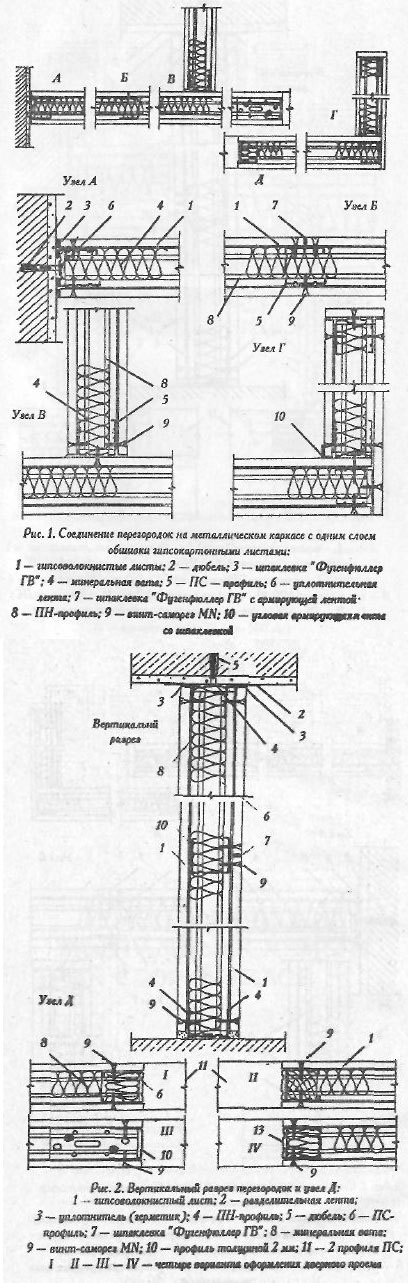 А Б В
Г
Д
Узел А
2 3 6 4 1
1 7 Узел Б
8 5 9
Узел Г
4 8
5
Узел В 9
10
Рис. 1. Соединение перегородок на металлическом каркасе с одним слоем
обшивки гипсокартонными листами:
1 — гипсоволокнистые листы; 2 — дюбель; 3 — шпаклевка "Фугенфюллер
ГВ"; 4 — минеральная вата; 5 — ПС — профиль; 6 — уплотнительная
лента; 7 — шпаклевка "Фугенфюллер ГВ" с армирующей лентой;
8 — ПН-профиль; 9 — винт-саморез MN; 10 — угловая армирующая
со шпаклевкой
5
3 2
Вертикальный
разрез
3
4
8
6
10
1 7
9
1
4 4
9
Узел Д
9 9
8 I 11 II 1
6
III 13
IV
10
9 9
Рис. 2. Вертикальный разрез перегородок и узел Д:
1 — гипсоволокнистый лист; 2 — разделительная лента;
3 — уплотнитель (герметик); 4 — ПН-профиль; 5 — дюбель; 6 — ПС-
профиль; 7 — шпаклевка "Фугенфюллер ГВ"; 8 — минеральная вата;
9 — винт-саморез MN; 10 — профиль толщиной 2 мм; 11 — 2 профиля ПС;
I II — III — IV — четыре варианта оформления дверного проема